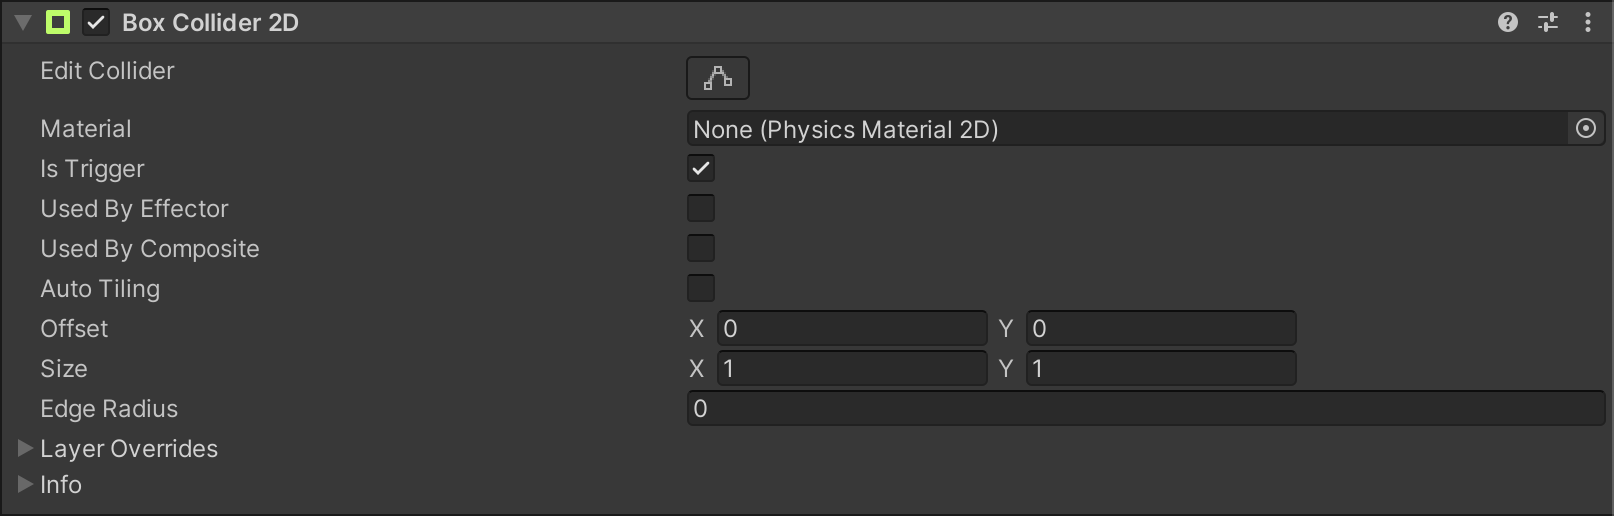 Box Collider 2D
Edit Collider
Material None (Physics Material 2D)
Is Trigger
Used By Effector
Used By Composite
Auto Tiling
Offset X 0 Y 0
Size X 1 Y 1
Edge Radius 0
Layer Overrides
Info